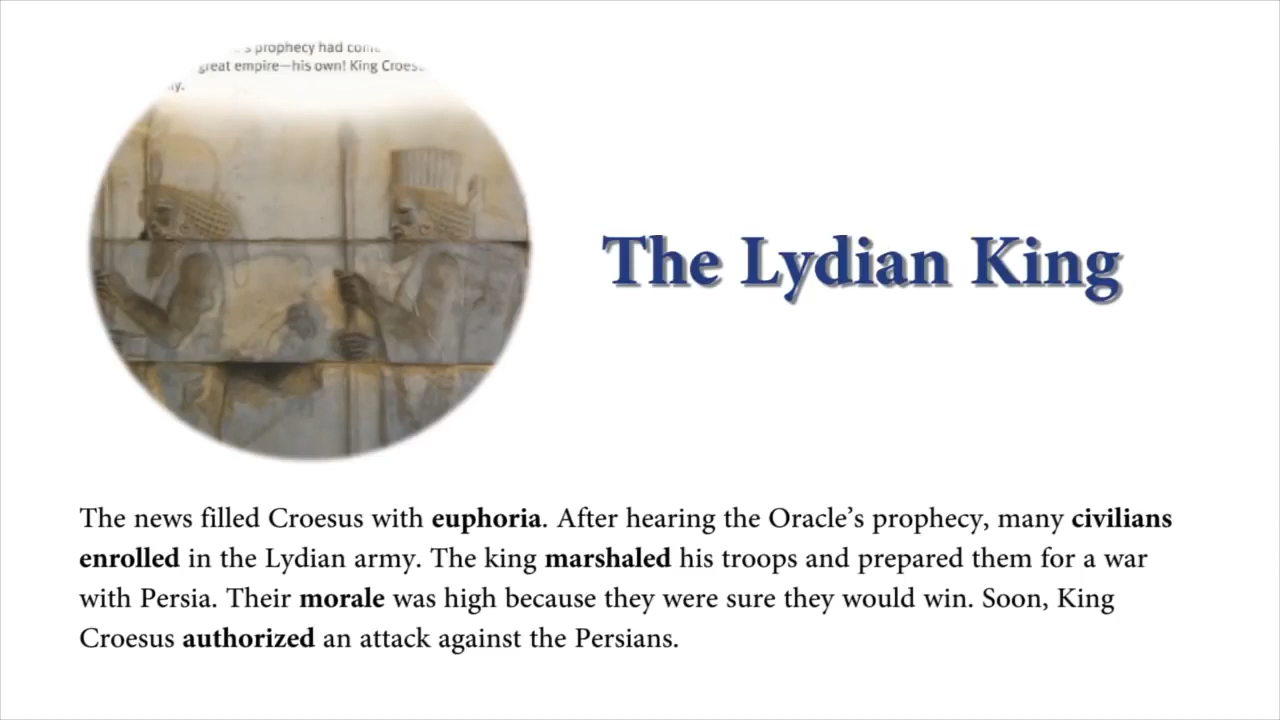 prophecy had
great empire—his own! King
The Lydian King
The news filled Croesus with euphoria. After hearing the Oracle’s prophecy, many civilians
enrolled in the Lydian army. The king marshaled his troops and prepared them for a war
with Persia. Their morale was high because they were sure they would win. Soon, King
Croesus authorized an attack against the Persians.